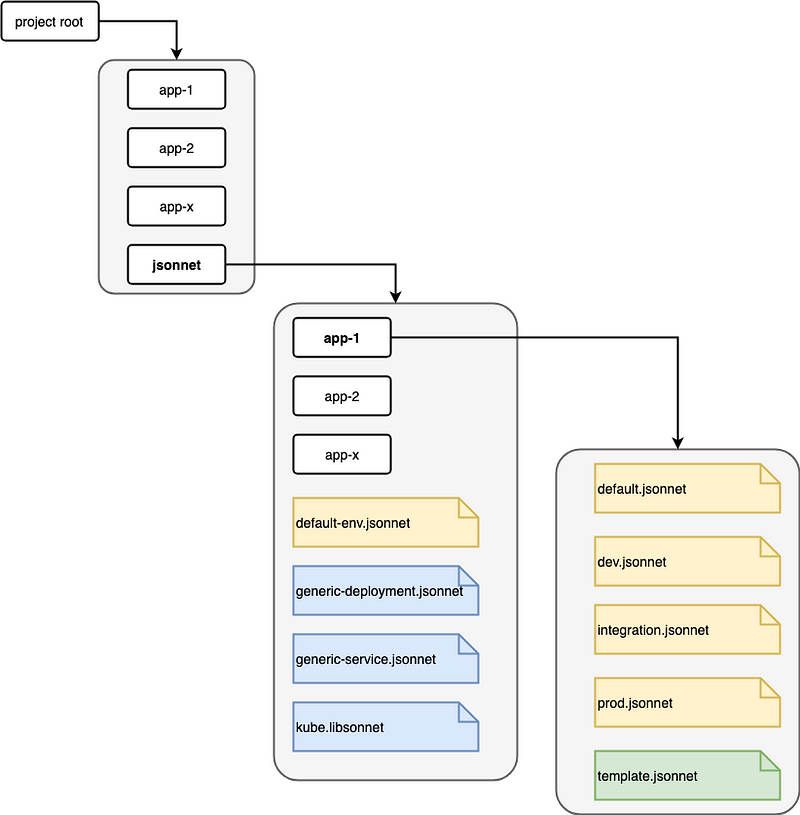 project root
app-1
app-2
app-x
jsonnet
app-1
app-2
app-x
default-env.jsonnet
generic-deployment.jsonnet
generic-service.jsonnet
kube.libsonnet
default.jsonnet
dev.jsonnet
integration.jsonnet
prod.jsonnet
template.jsonnet